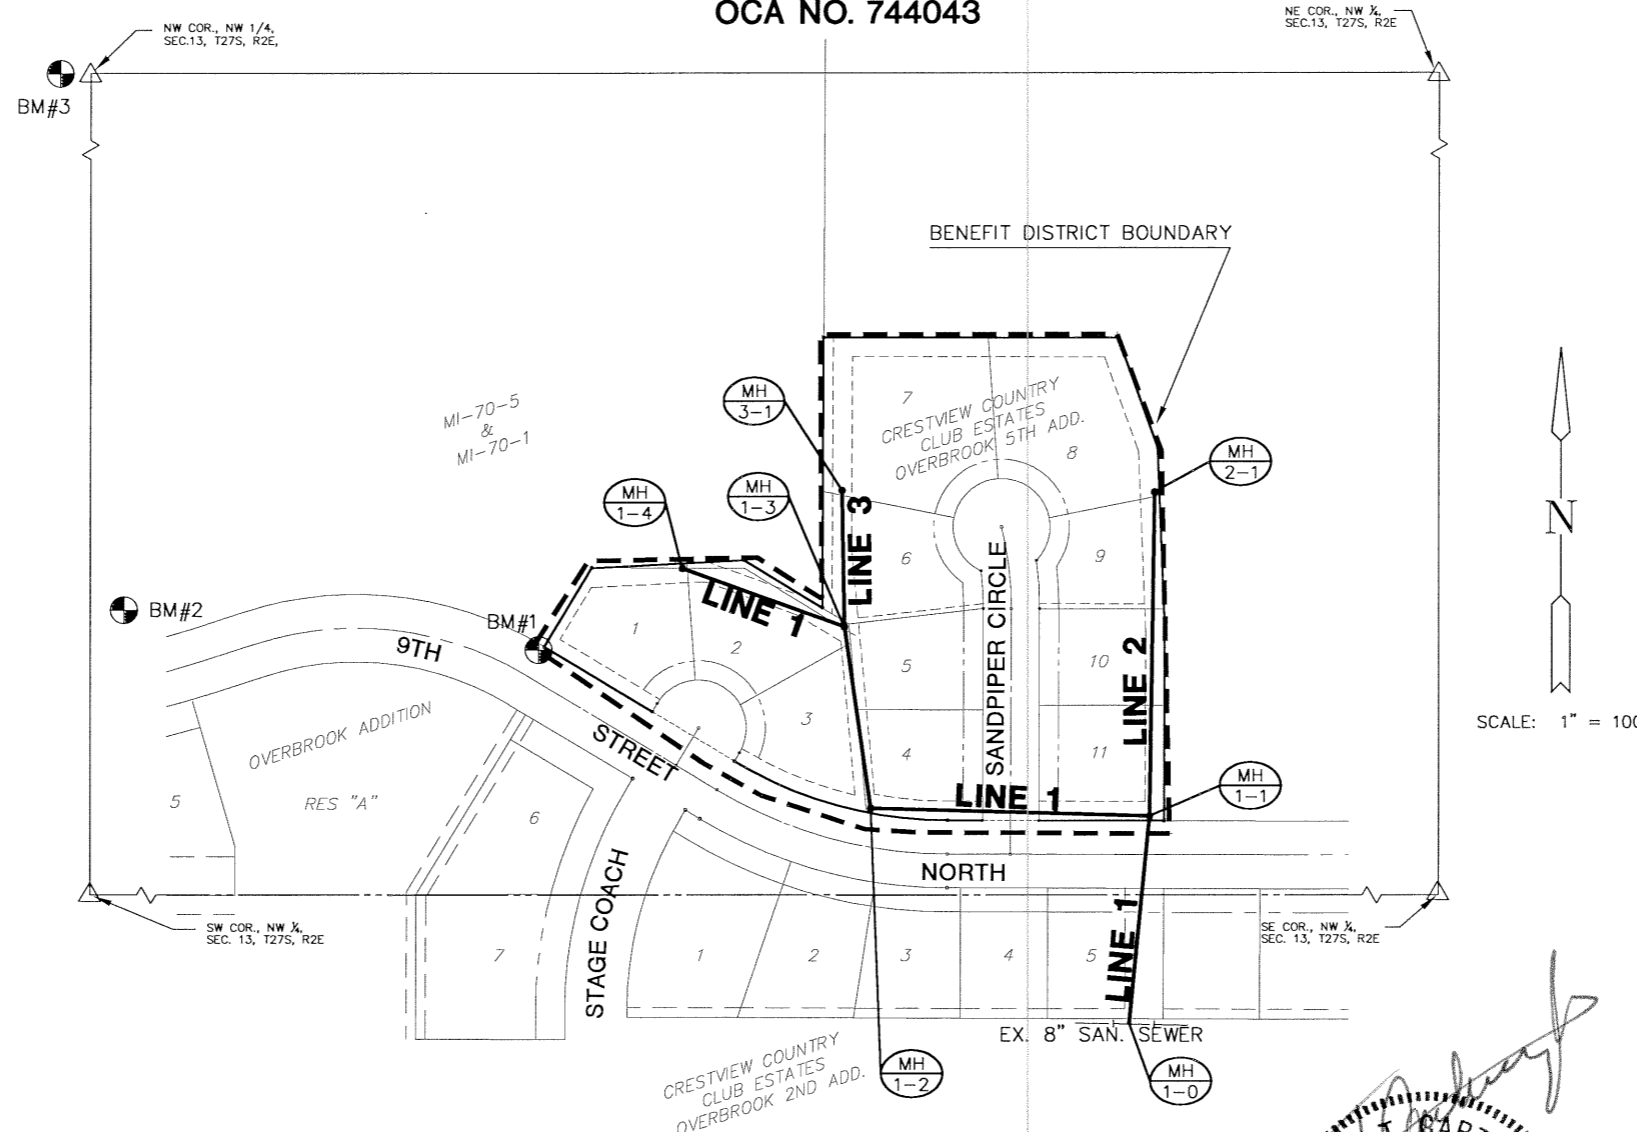 OCA NO. 744043
NW COR., NW 1/4,
SEC.13, T27S, R2E,
NE COR., NW ¼,
SEC.13, T27S, R2E
BM#3
BENEFIT DISTRICT BOUNDARY
MI-70-5
&
MI-70-1
MH
3-1
7
CRESTVIEW COUNTRY
CLUB ESTATES
OVERBROOK 5TH ADD.
8
MH
2-1
MH
1-4
MH
1-3
LINE 3
N
6
9
SANDPIPER CIRCLE
BM#2
BM#1
LINE 1
1
2
9TH
5
10
LINE 2
SCALE: 1" = 100
OVERBROOK ADDITION
3
STREET
4
11
5
RES "A"
6
LINE 1
MH
1-1
NORTH
STAGE COACH
SW COR., NW ¼,
SEC. 13, T27S, R2E
SE COR., NW ¼,
SEC. 13, T27S, R2E
7
1
2
3
4
5
LINE 1
EX. 8" SAN. SEWER
CRESTVIEW COUNTRY
CLUB ESTATES
OVERBROOK 2ND ADD.
MH
1-2
MH
1-0